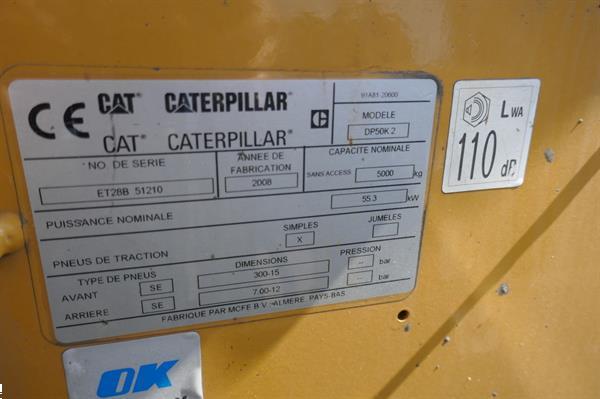 CE CAT CATERPILLAR®
CAT® CATERPILLAR®
91A81-20600
MODELE
DP50K 2
NO. DE SERIE
ET28B 51210
ANNEE DE
FABRICATION
2008
CAPACITE NOMINALE
SANS ACCESS. 5000 kg
PUISSANCE NOMINALE 55.3 kW
SIMPLES JUMELES
PNEUS DE TRACTION X
TYPE DE PNEUS DIMENSIONS PRESSION
AVANT SE 300-15 -- bar
ARRIERE SE 7.00-12 -- bar
FABRIQUE PAR MCFE B.V.-ALMERE, PAYS-BAS
LWA
110 dB
OK